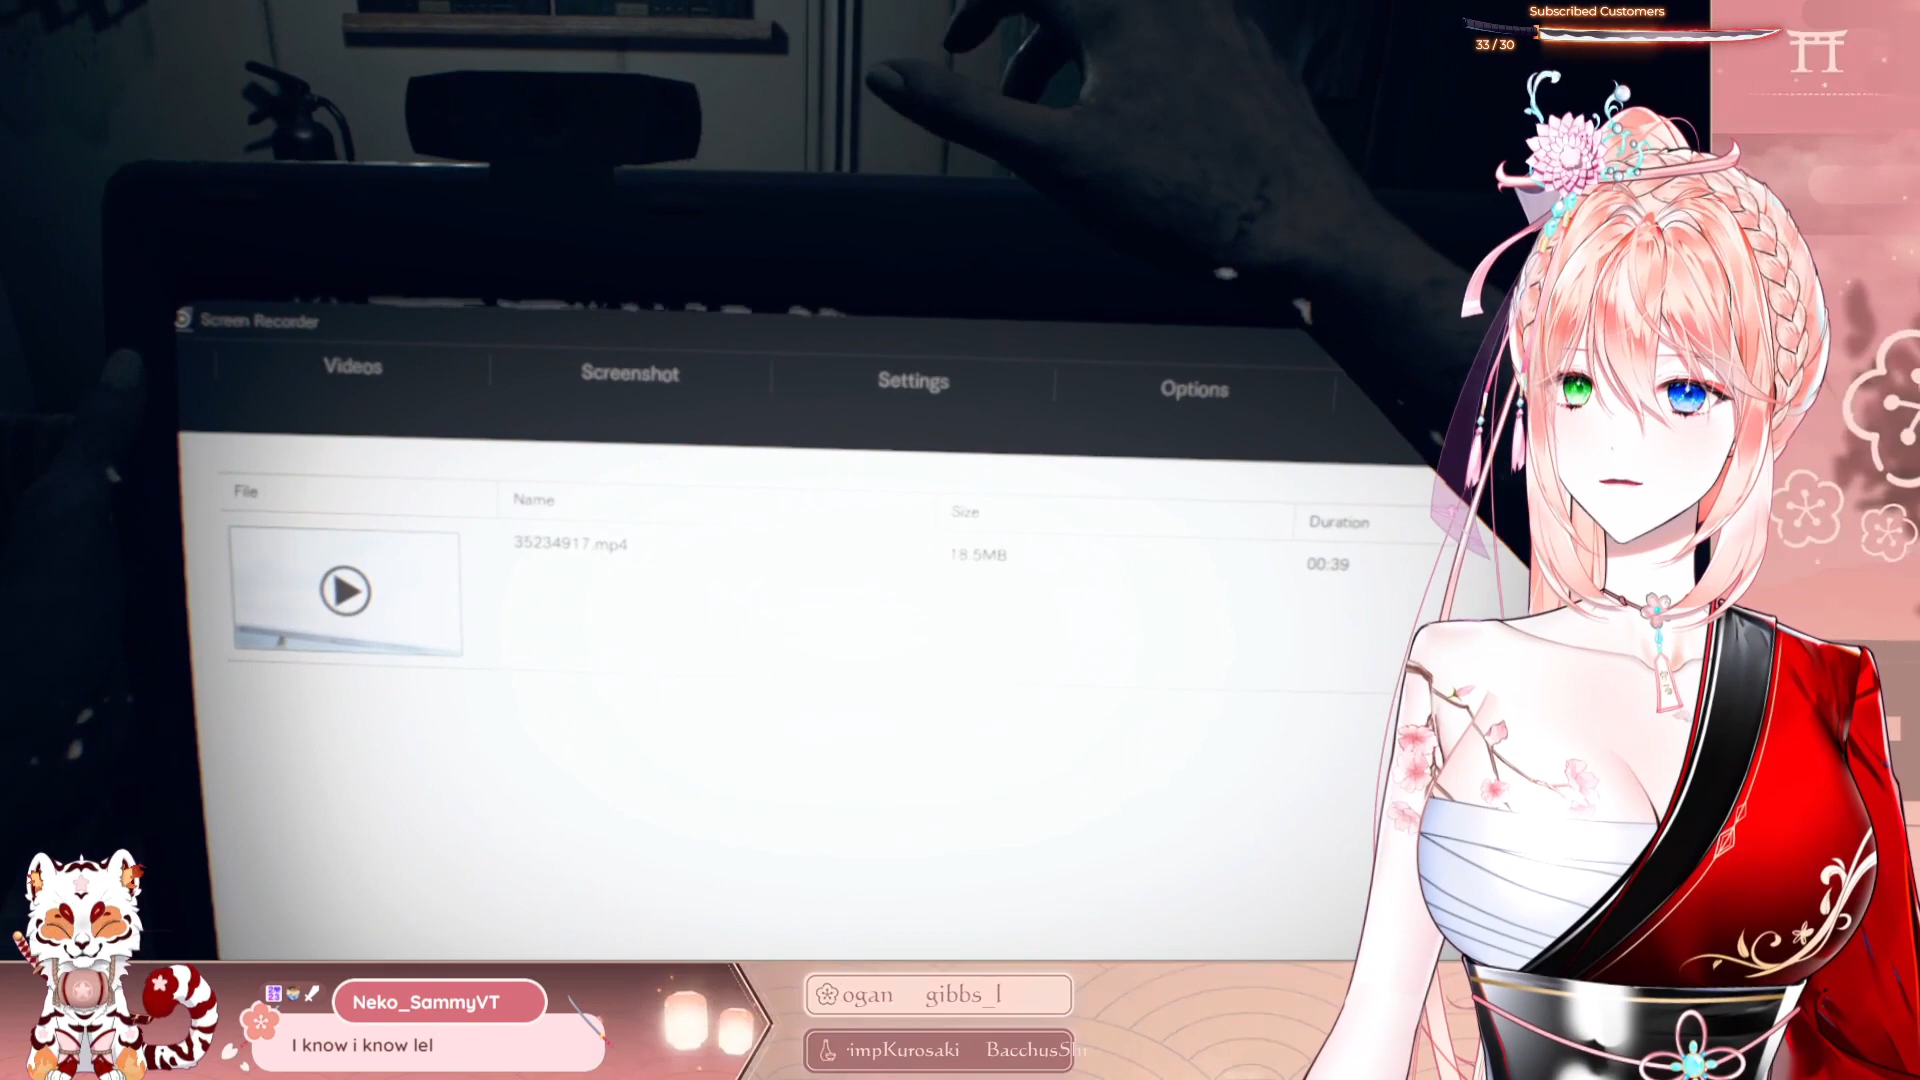 Subscribed Customers
33 / 30
Screen Recorder
Videos
Screenshot
Settings
Options
File
Name
Size
Duration
35234917.mp4
18.5MB
00:39
Neko_SammyVT
I know i know lel
ogan gibbs_l
impKurosaki BacchusShi